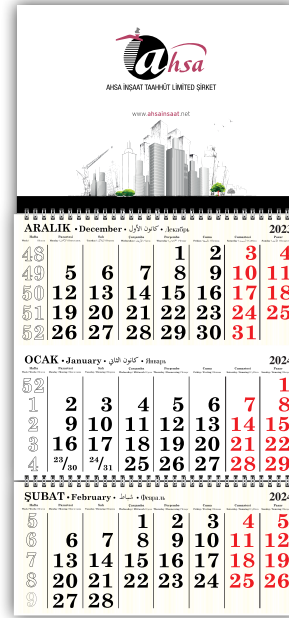 ahsa
AHSA İNŞAAT TAAHHÜT LİMİTED ŞİRKET
www.ahsainsaat.net
ARALIK • December • كانون الأول • Декабрь 2023
48 1 2 3 4
49 5 6 7 8 9 10 11
50 12 13 14 15 16 17 18
51 19 20 21 22 23 24 25
52 26 27 28 29 30 31
OCAK • January • كانون الثاني • Январь 2024
52 1
1 2 3 4 5 6 7 8
2 9 10 11 12 13 14 15
3 16 17 18 19 20 21 22
4 23/30 24/31 25 26 27 28 29
ŞUBAT • February • شباط • Февраль 2024
5 1 2 3 4 5
6 6 7 8 9 10 11 12
7 13 14 15 16 17 18 19
8 20 21 22 23 24 25 26
9 27 28